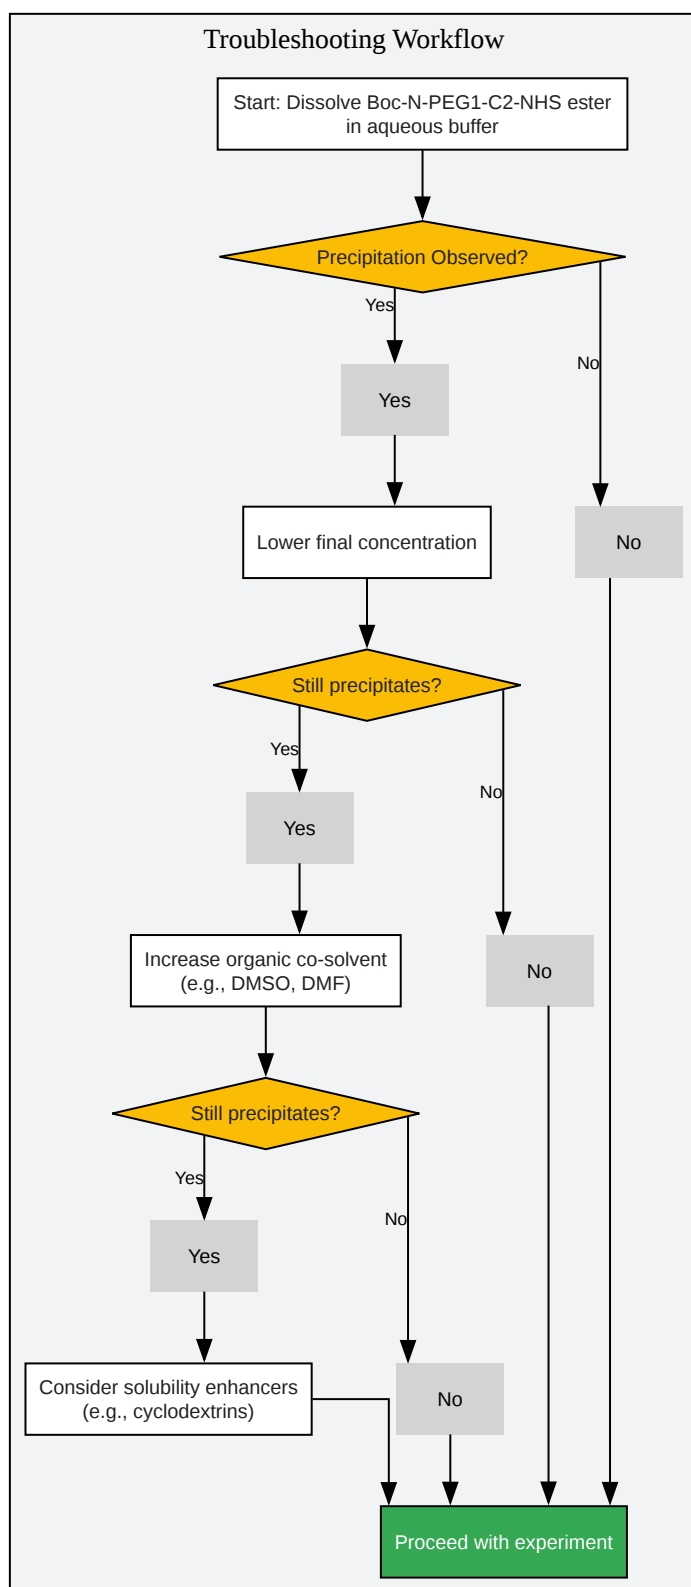 Troubleshooting Workflow
Start: Dissolve Boc-N-PEG1-C2-NHS ester
in aqueous buffer
Precipitation Observed?
Yes
No
Yes
Lower final concentration
No
Still precipitates?
Yes
No
Yes
Increase organic co-solvent
(e.g., DMSO, DMF)
No
Still precipitates?
Yes
No
Yes
Consider solubility enhancers
(e.g., cyclodextrins)
No
Proceed with experiment